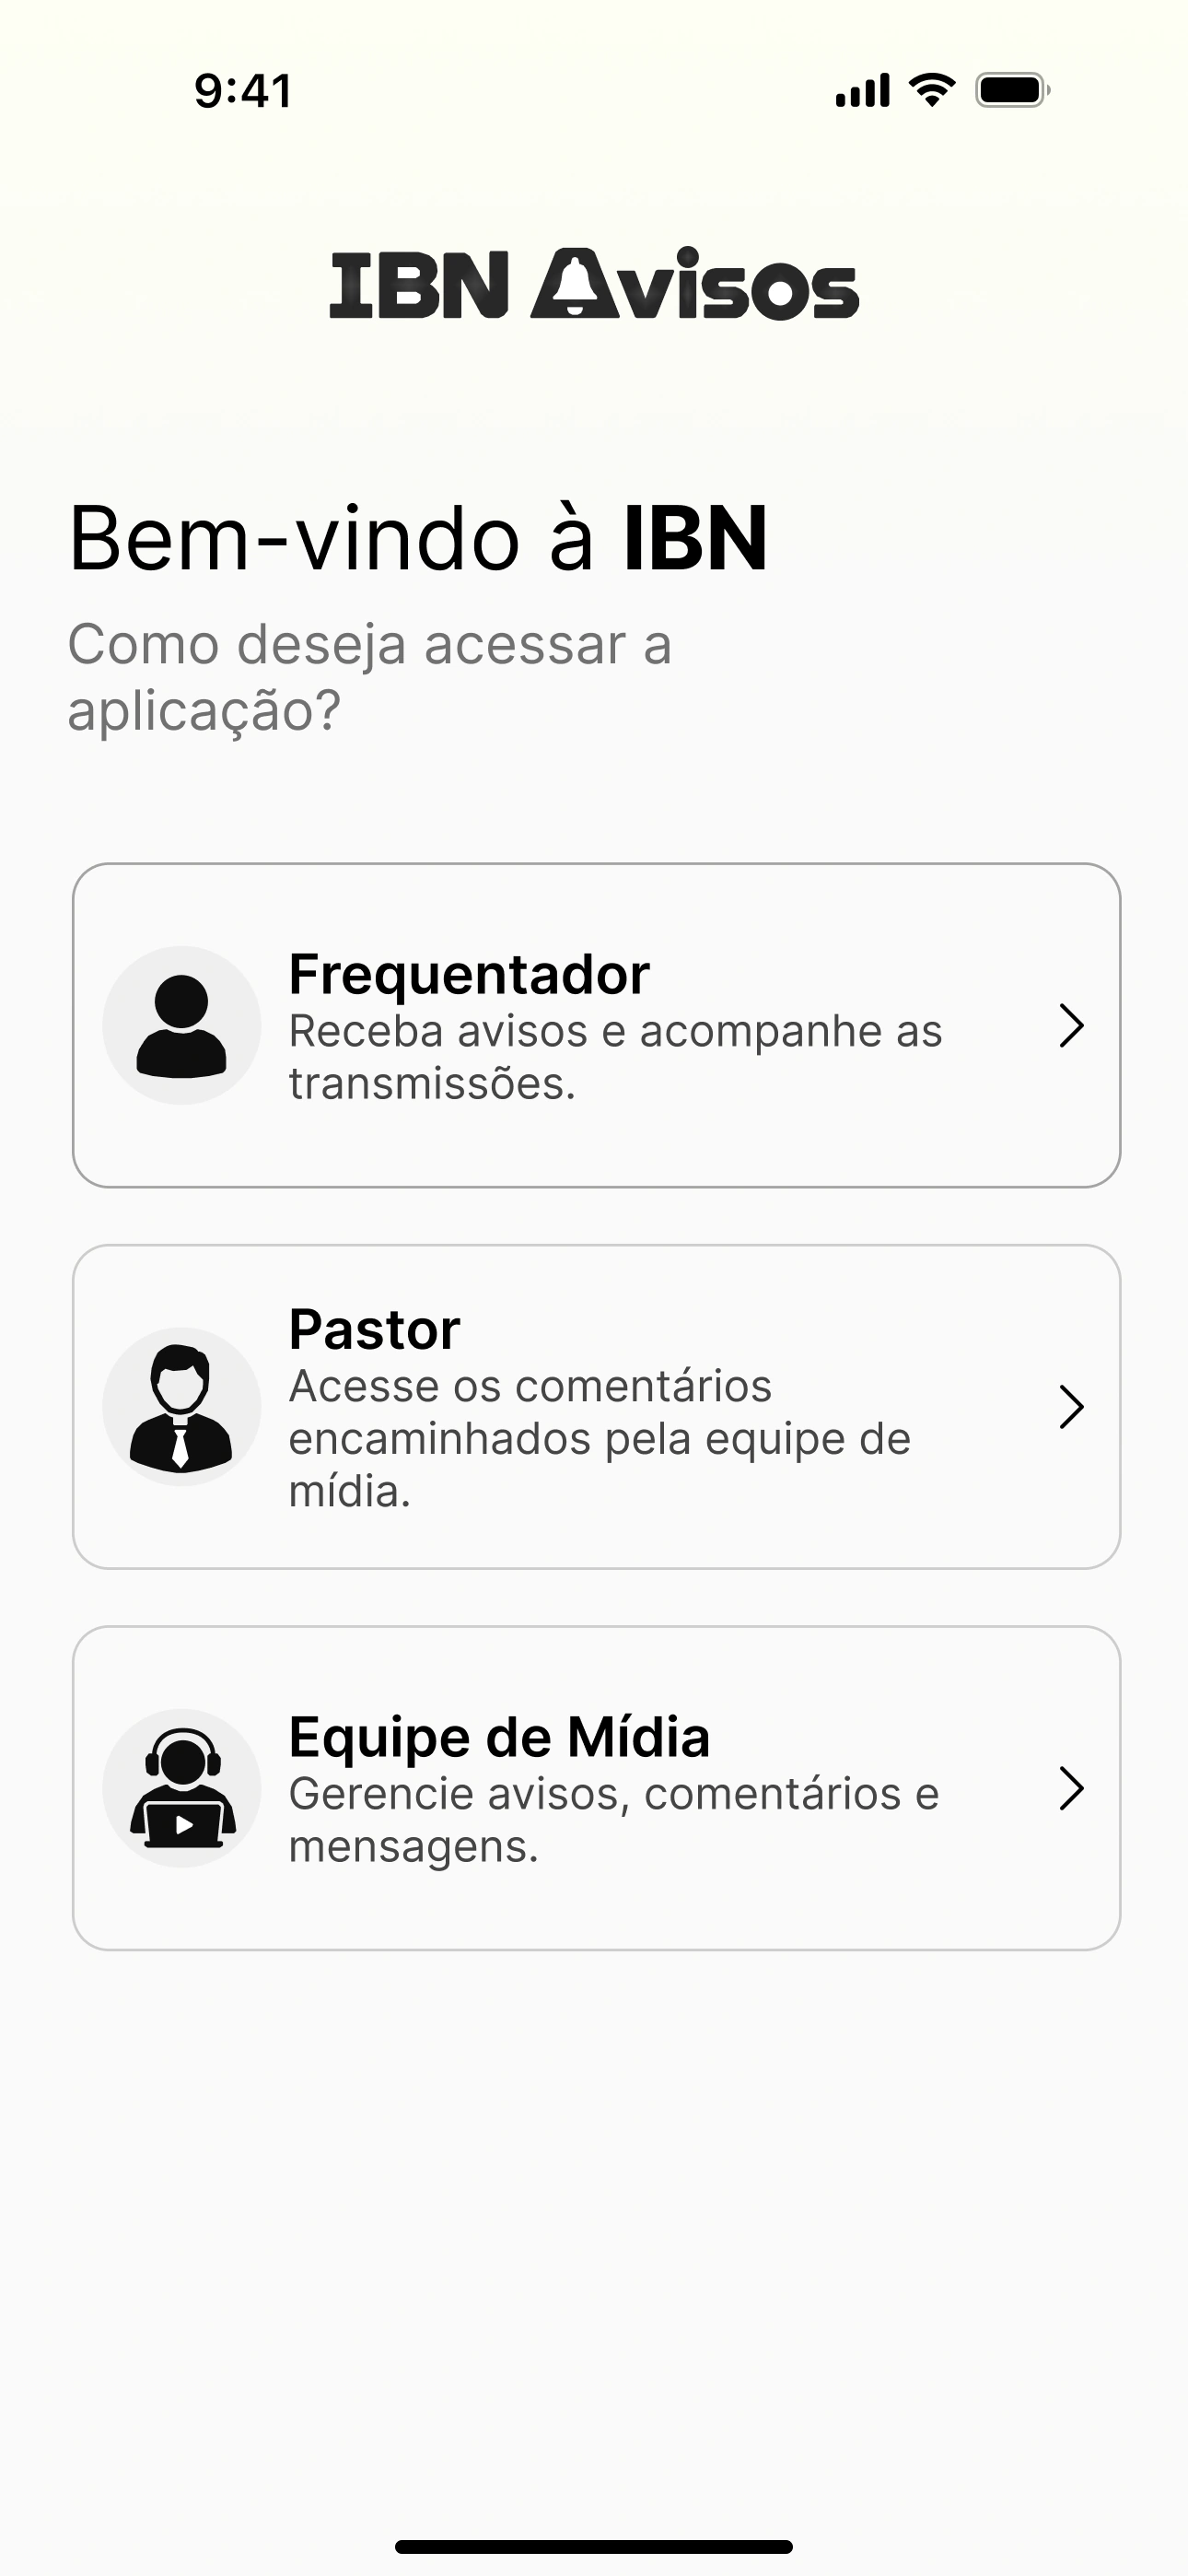 9:41
IBN Avisos
Bem-vindo à IBN
Como deseja acessar a
aplicação?
Frequentador
Receba avisos e acompanhe as
transmissões.
Pastor
Acesse os comentários
encaminhados pela equipe de
mídia.
Equipe de Mídia
Gerencie avisos, comentários e
mensagens.